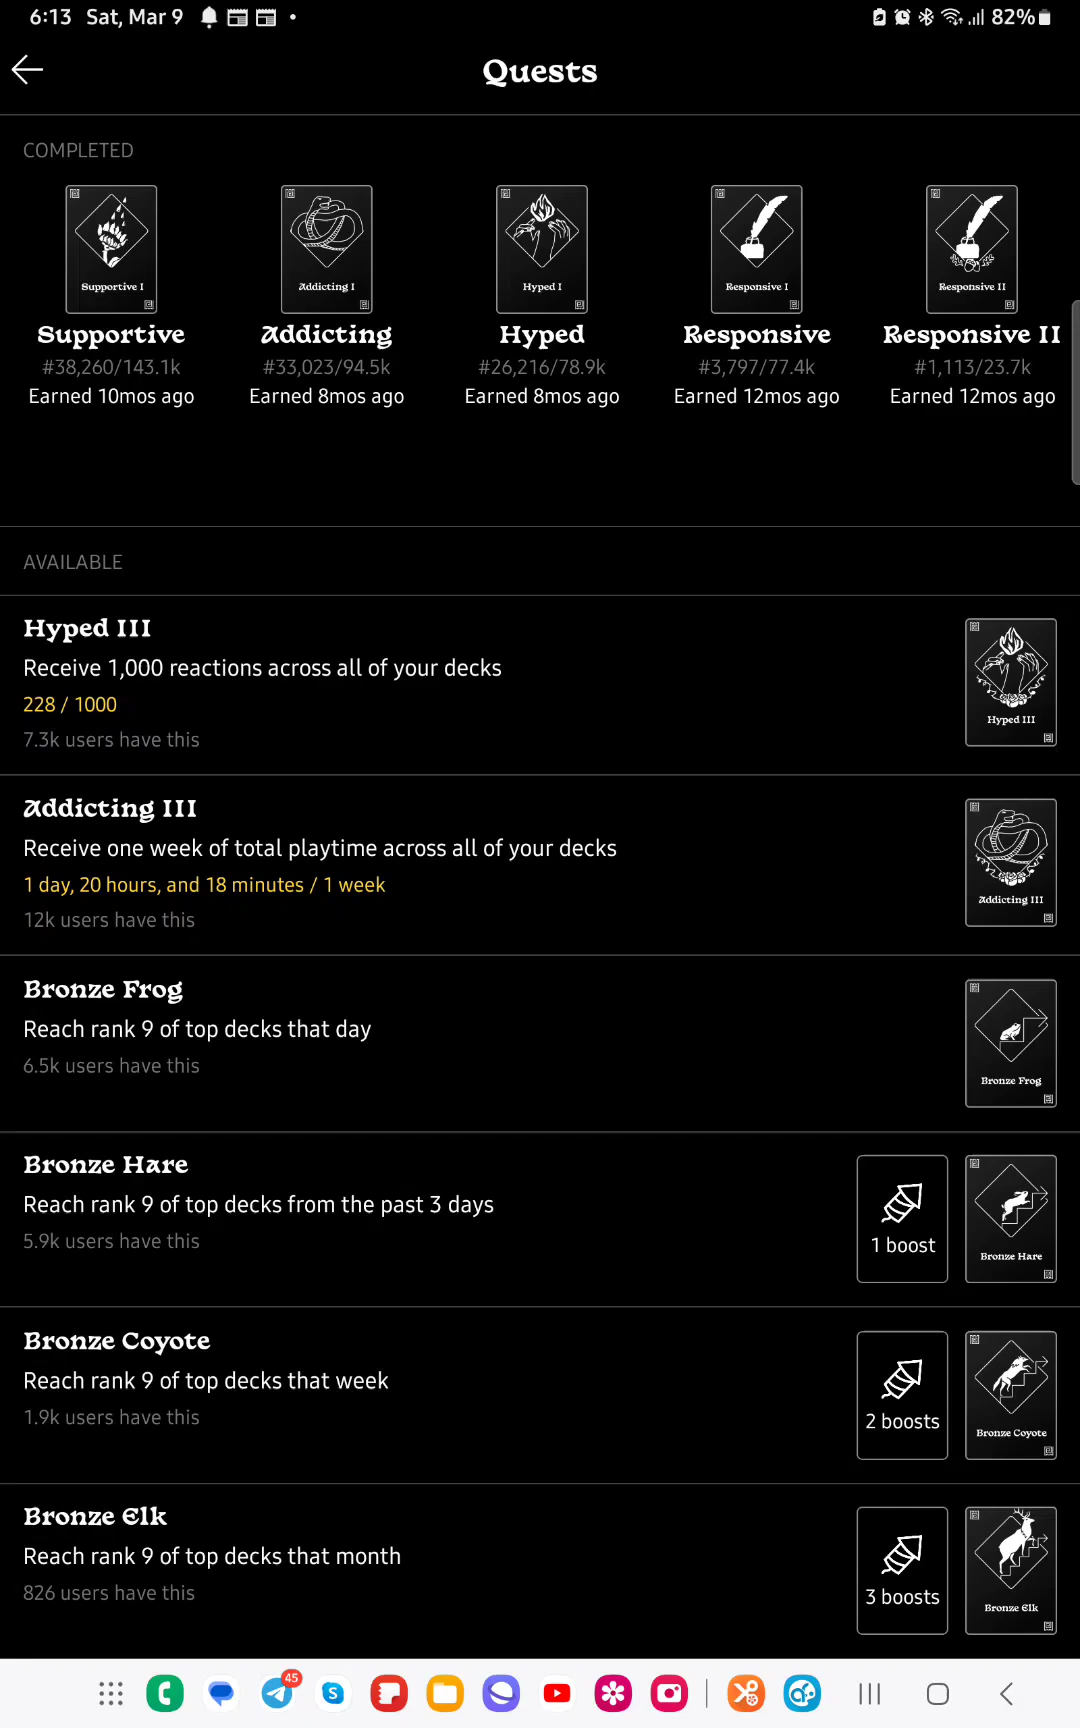 6:13 Sat, Mar 9
82%
Quests
COMPLETED
Supportive I
Addicting I
Hyped I
Responsive I
Responsive II
Supportive
Addicting
Hyped
Responsive
Responsive II
#38,260/143.1k
#33,023/94.5k
#26,216/78.9k
#3,797/77.4k
#1,113/23.7k
Earned 10mos ago
Earned 8mos ago
Earned 8mos ago
Earned 12mos ago
Earned 12mos ago
AVAILABLE
Hyped III
Receive 1,000 reactions across all of your decks
228 / 1000
7.3k users have this
Hyped III
Addicting III
Receive one week of total playtime across all of your decks
1 day, 20 hours, and 18 minutes / 1 week
12k users have this
Addicting III
Bronze Frog
Reach rank 9 of top decks that day
6.5k users have this
Bronze Frog
Bronze Hare
Reach rank 9 of top decks from the past 3 days
5.9k users have this
1 boost
Bronze Hare
Bronze Coyote
Reach rank 9 of top decks that week
1.9k users have this
2 boosts
Bronze Coyote
Bronze Elk
Reach rank 9 of top decks that month
826 users have this
3 boosts
Bronze Elk
45
S